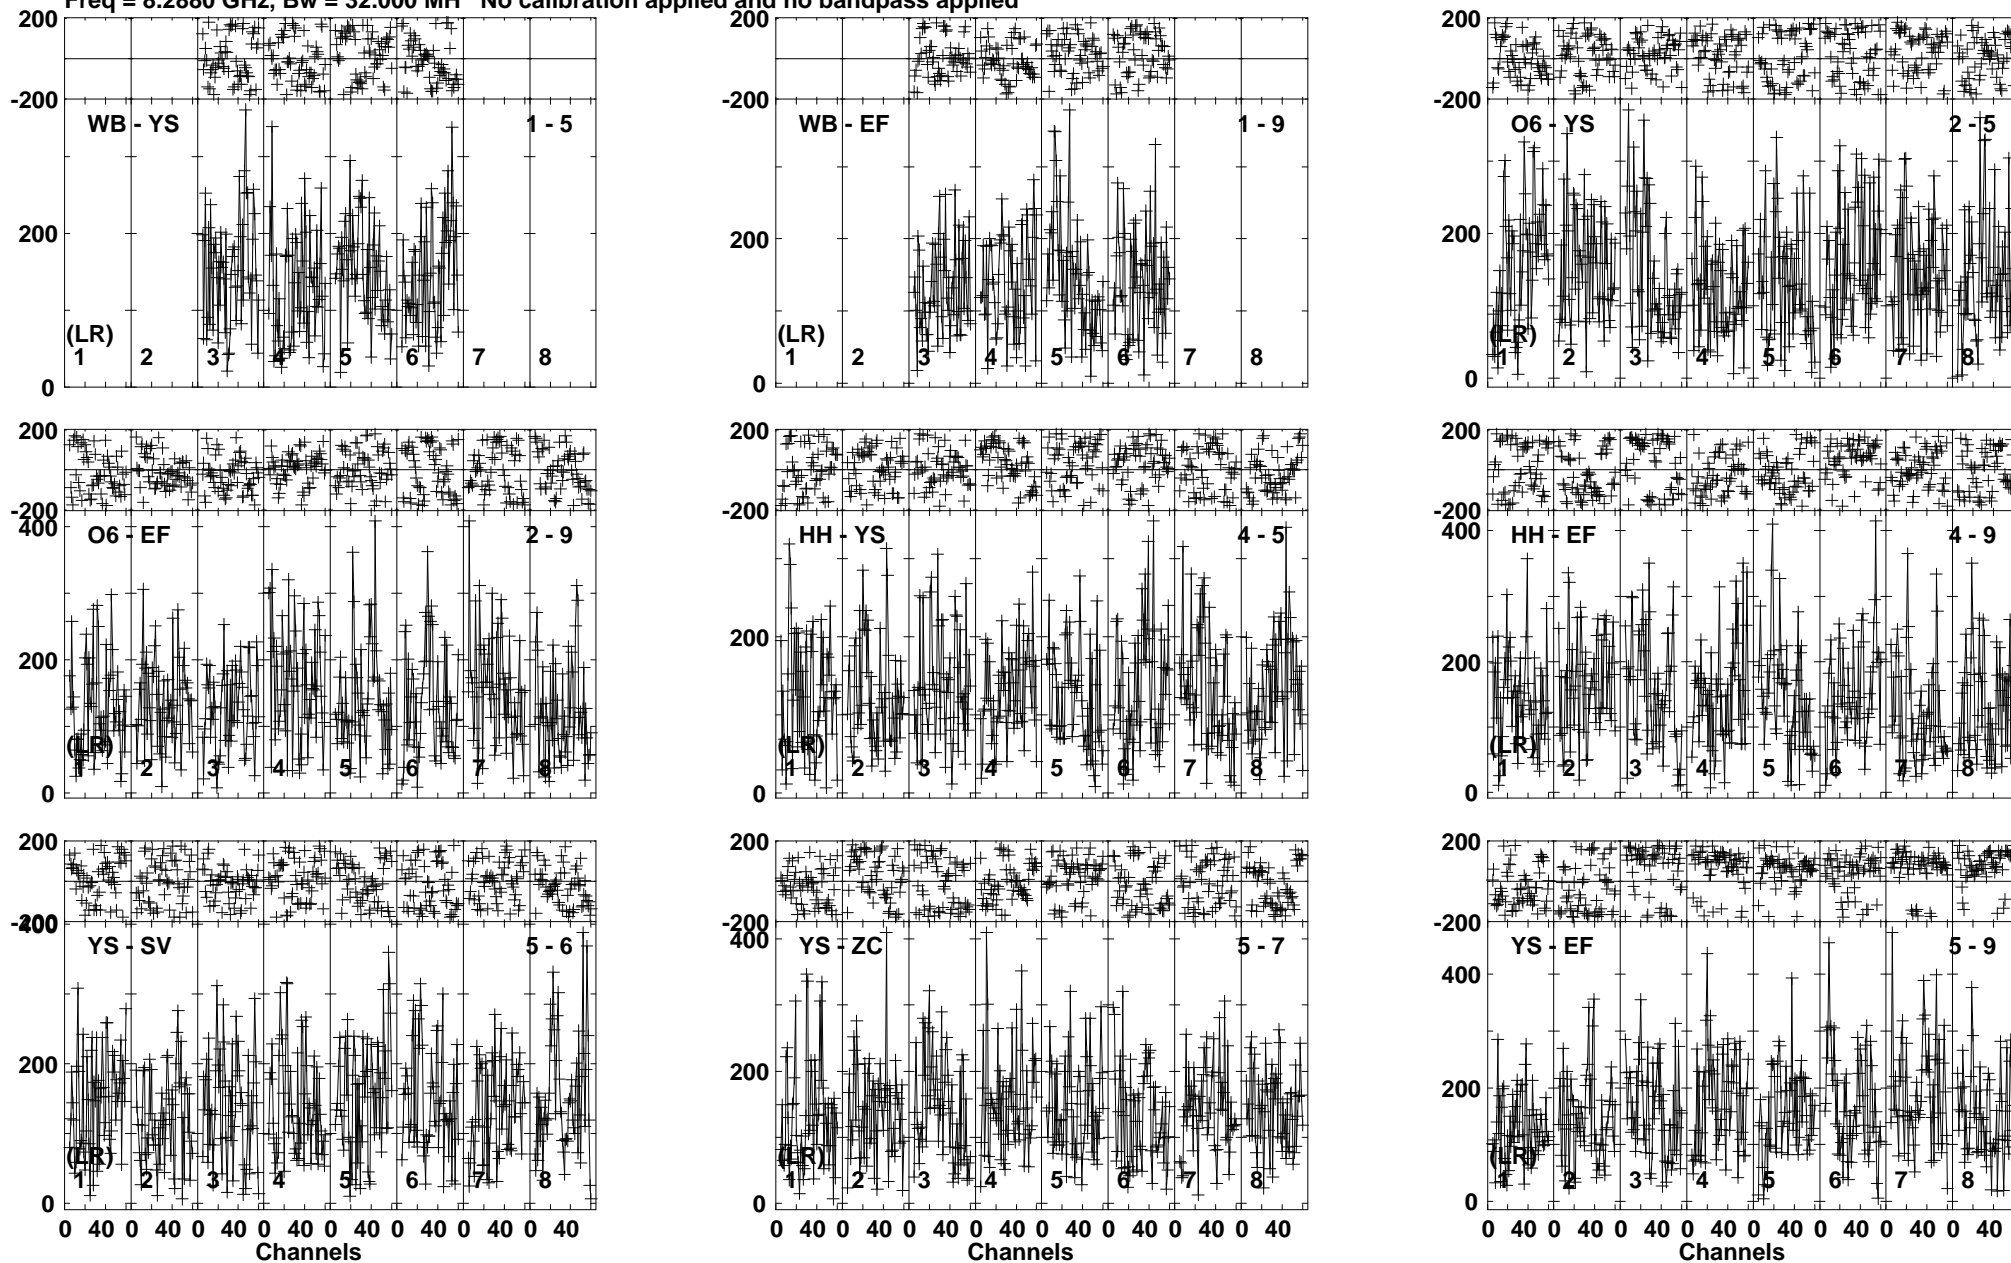 Freq = 8.2880 GHz, Bw = 32.000 MH No calibration applied and no bandpass applied
200 200 200
-200 -200 -200
WB - YS 1 - 5 WB - EF 1 - 9 O6 - YS 2 - 5
200 200 200
(LR) (LR) (LR)
1 2 3 4 5 6 7 8 1 2 3 4 5 6 7 8 1 2 3 4 5 6 7 8
0 0 0
200 200 200
-200 -200 -200
400 400
O6 - EF 2 - 9 HH - YS 4 - 5 HH - EF 4 - 9
200 200 200
(LR) (LR) (LR)
1 2 3 4 5 6 7 8 1 2 3 4 5 6 7 8 1 2 3 4 5 6 7 8
0 0 0
200 200 200
-200 -200 -200
400 400 400
YS - SV 5 - 6 YS - ZC 5 - 7 YS - EF 5 - 9
200 200 200
(LR) (LR) (LR)
1 2 3 4 5 6 7 8 1 2 3 4 5 6 7 8 1 2 3 4 5 6 7 8
0 0 0
0 40 0 40 0 40 0 40 0 40 0 40 0 40 0 40 0 40 0 40 0 40 0 40 0 40 0 40 0 40 0 40 0 40 0 40 0 40 0 40 0 40 0 40 0 40 0 40
Channels Channels Channels